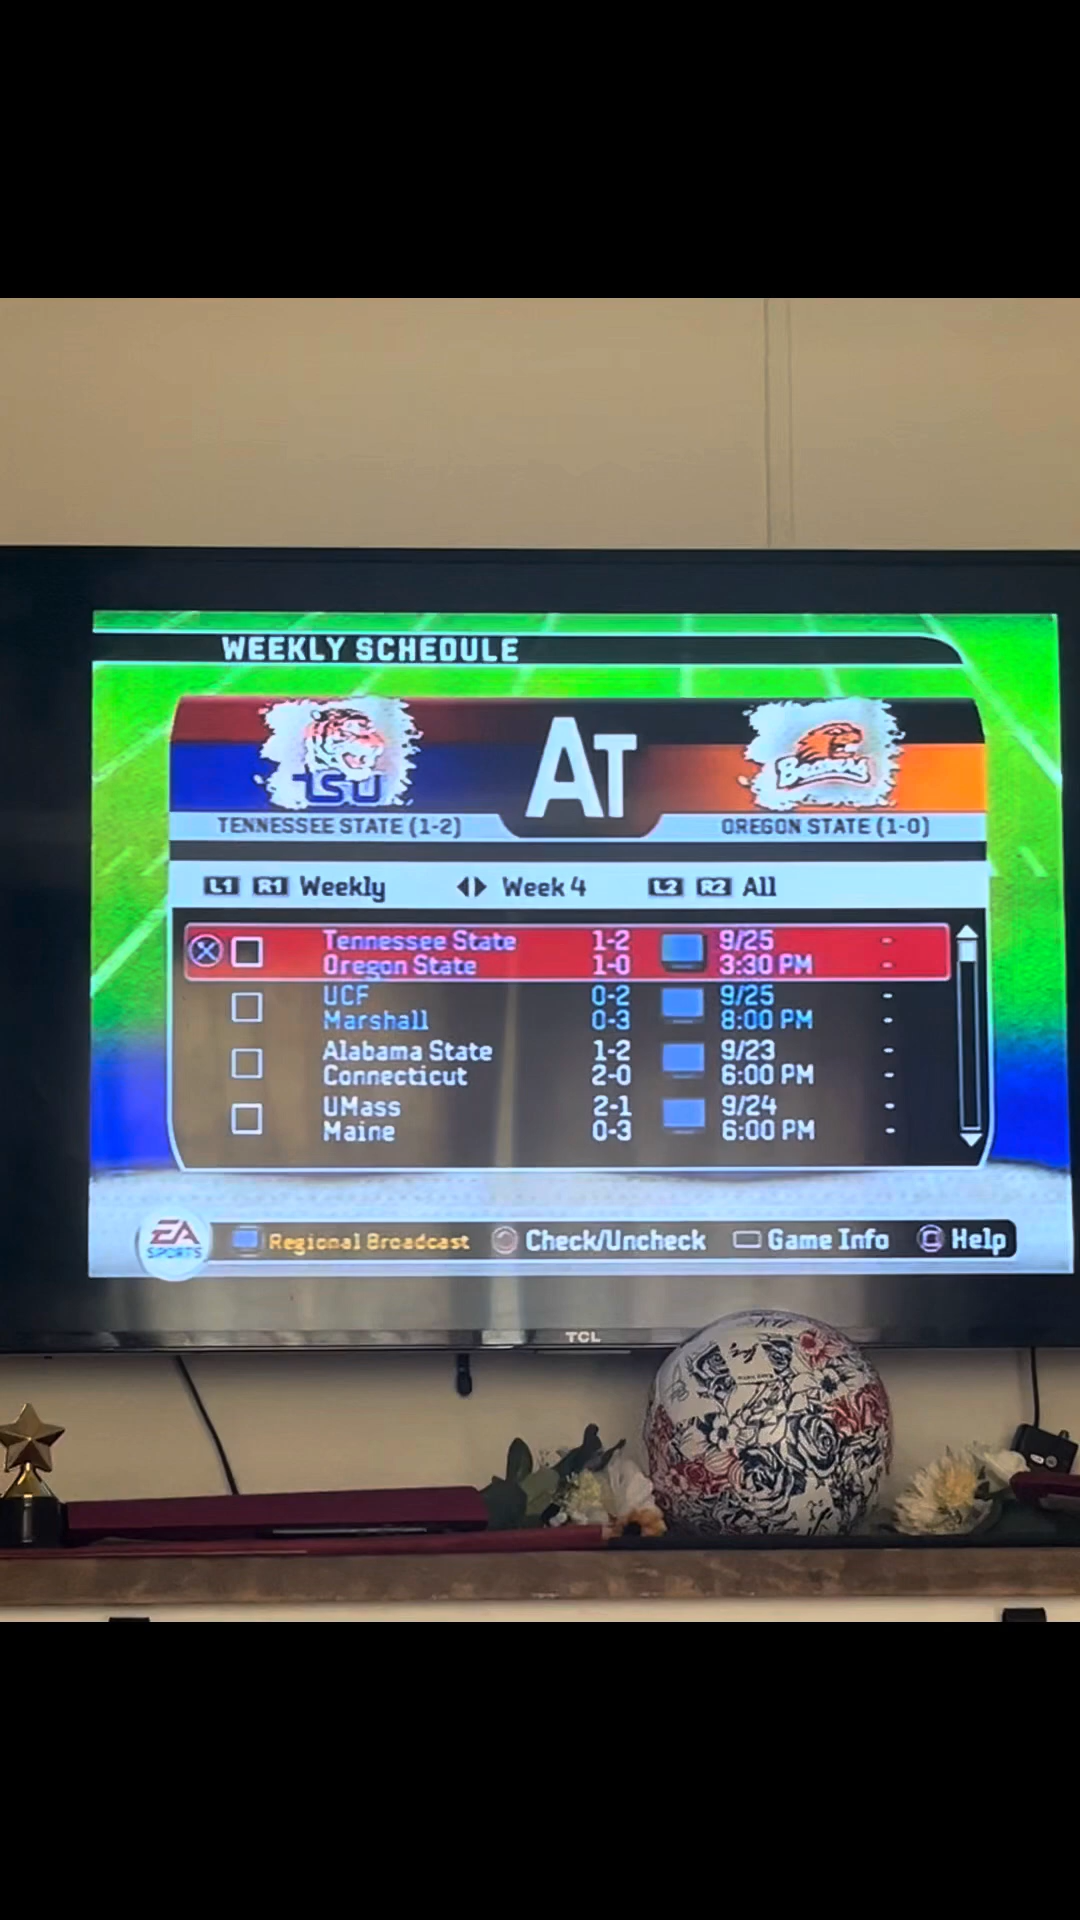 WEEKLY SCHEDULE
TSU
AT
Beavers
TENNESSEE STATE (1-2)
OREGON STATE (1-0)
L1 R1 Weekly
Week 4
L2 R2 All
Tennessee State 1-2 9/25 -
Oregon State 1-0 3:30 PM -
UCF 0-2 9/25 -
Marshall 0-3 8:00 PM -
Alabama State 1-2 9/23 -
Connecticut 2-0 6:00 PM -
UMass 2-1 9/24 -
Maine 0-3 6:00 PM -
EA
SPORTS
Regional Broadcast
Check/Uncheck
Game Info
Help
TCL